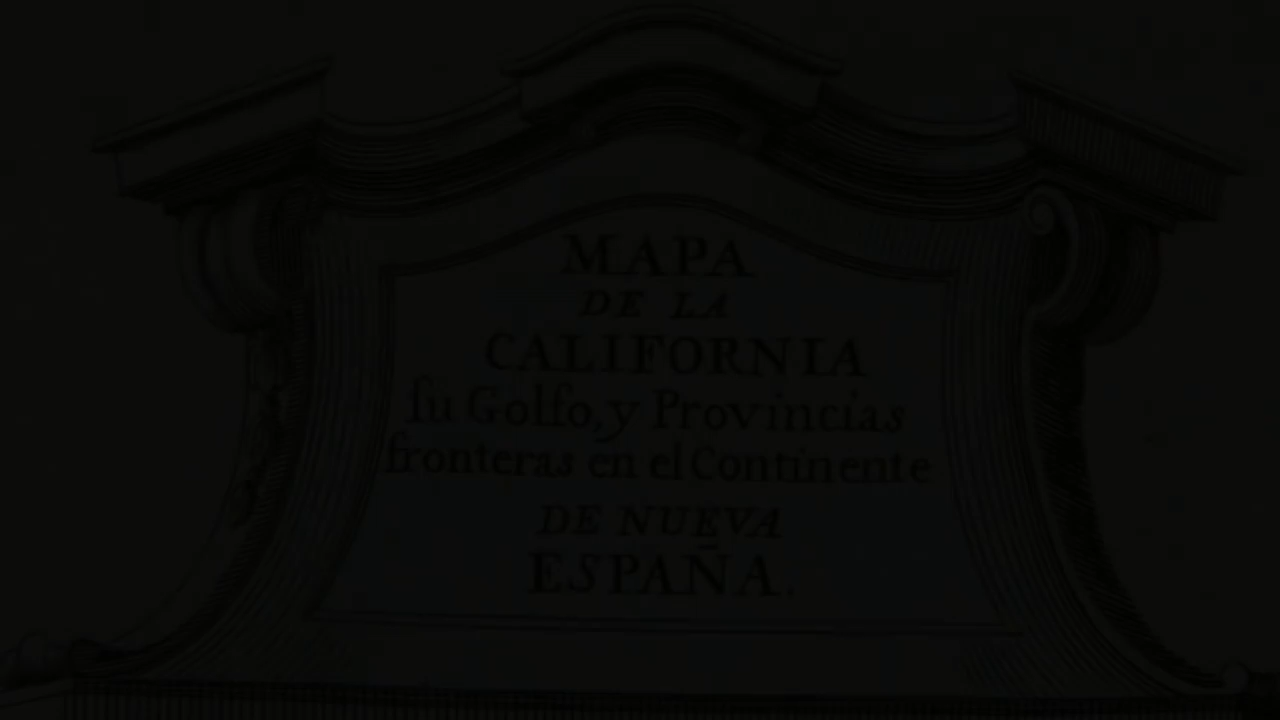 MAPA
DE LA
CALIFORNIA
su Golfo, y Provincias
fronteras en el Continente
DE NUEVA
ESPAÑA.